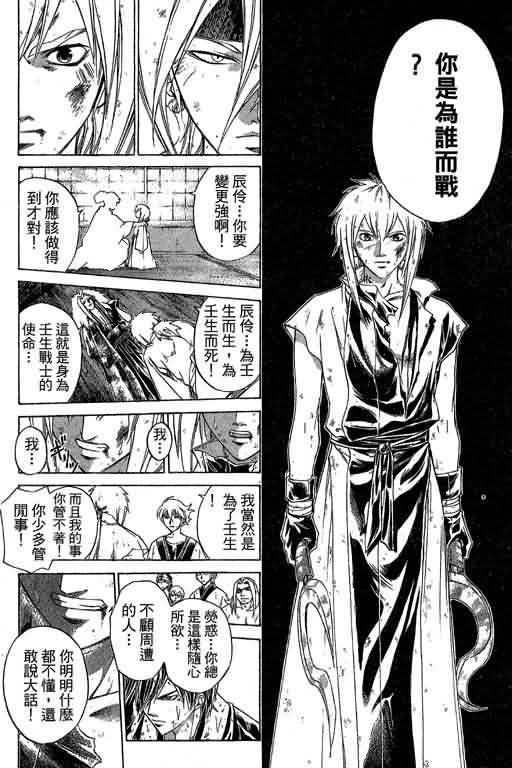 你是為誰而戰
？
辰伶…你要
變更強啊！
你應該做得
到才對！
辰伶…為壬
生而生，為
壬生而死！
這就是身為
壬生戰士的
使命…
我…
我…
我當然是
為了壬生
！
而且我的事
你管不著！
你少多管
閒事！
熒惑…你總
是這樣隨心
所欲…
不顧周遭
的人…
你明明什麼
都不懂，還
敢說大話！